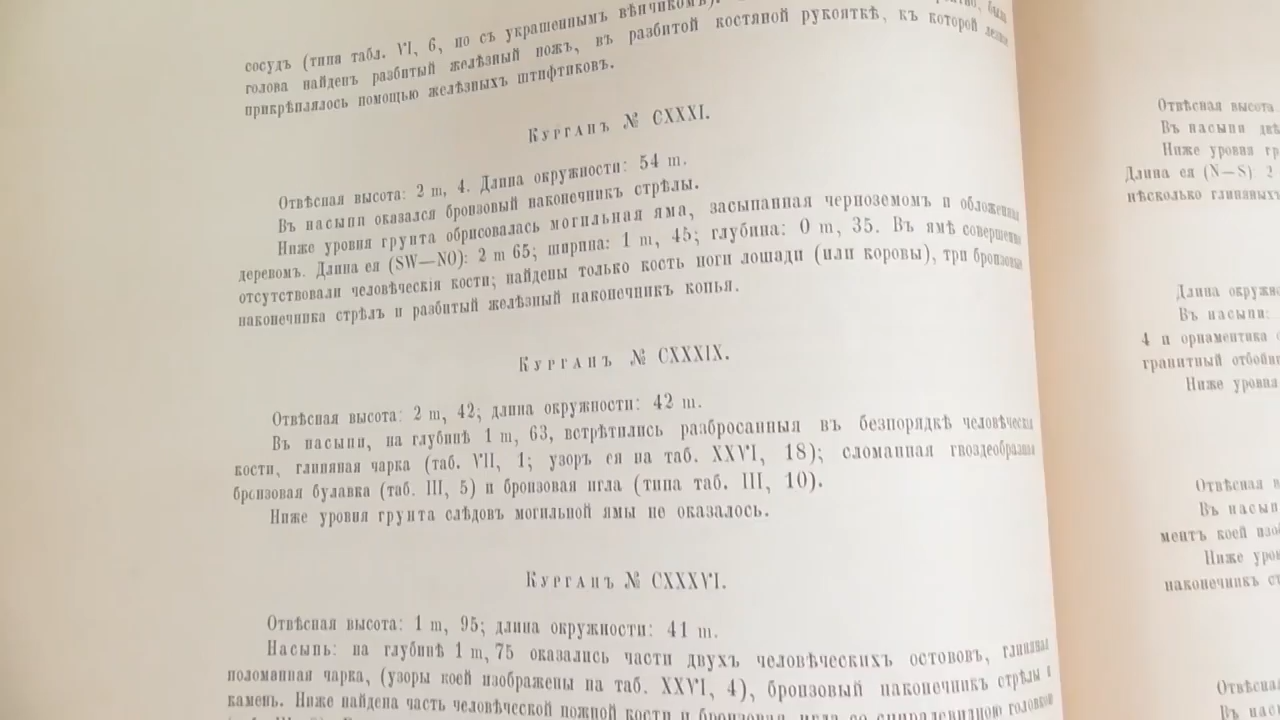 сосудъ (типа табл. VI, 6, но съ украшеннымъ вѣнчикомъ).
голова найденъ разбитый желѣзный ножъ, въ разбитой костяной рукояткѣ, къ которой
прикрѣплялось помощью желѣзныхъ штифтиковъ.
Курганъ № CXXXI.
Отвѣсная высота: 2 m, 4. Длина окружности: 54 m.
Въ насыпи оказался бронзовый наконечникъ стрѣлы.
Ниже уровня грунта обрисовалась могильная яма, засыпанная черноземомъ и обложенная
деревомъ. Длина ея (SW—NO): 2 m 65; ширина: 1 m, 45; глубина: 0 m, 35. Въ ямѣ совершенно
отсутствовали человѣческія кости; найдены только кость ноги лошади (или коровы), три бронзовые
наконечника стрѣлъ и разбитый желѣзный наконечникъ копья.
Курганъ № CXXXIX.
Отвѣсная высота: 2 m, 42; длина окружности: 42 m.
Въ насыпи, на глубинѣ 1 m, 63, встрѣтились разбросанныя въ безпорядкѣ человѣческія
кости, глиняная чарка (таб. VII, 1; узоръ ея на таб. XXVI, 18); сломанная гвоздеобразная
бронзовая булавка (таб. III, 5) и бронзовая игла (типа таб. III, 10).
Ниже уровня грунта слѣдовъ могильной ямы не оказалось.
Курганъ № CXXXVI.
Отвѣсная высота: 1 m, 95; длина окружности: 41 m.
Насыпь: на глубинѣ 1 m, 75 оказались части двухъ человѣческихъ остововъ, глиняная
поломанная чарка, (узоры коей изображены на таб. XXVI, 4), бронзовый наконечникъ стрѣлы и
камень. Ниже найдена часть человѣческой ножной кости и бронзовая игла со спиралевидною головкою
Отвѣсная высота
Въ насыпи
Ниже уровня
Длина ея (N—S): 2
нѣсколько глиняныхъ
Длина
Въ насыпи:
4 и орнаментика
гранитный
Ниже уровня
Отвѣсная
Въ
ментъ коей
Ниже
наконечникъ
Отвѣсная
Въ